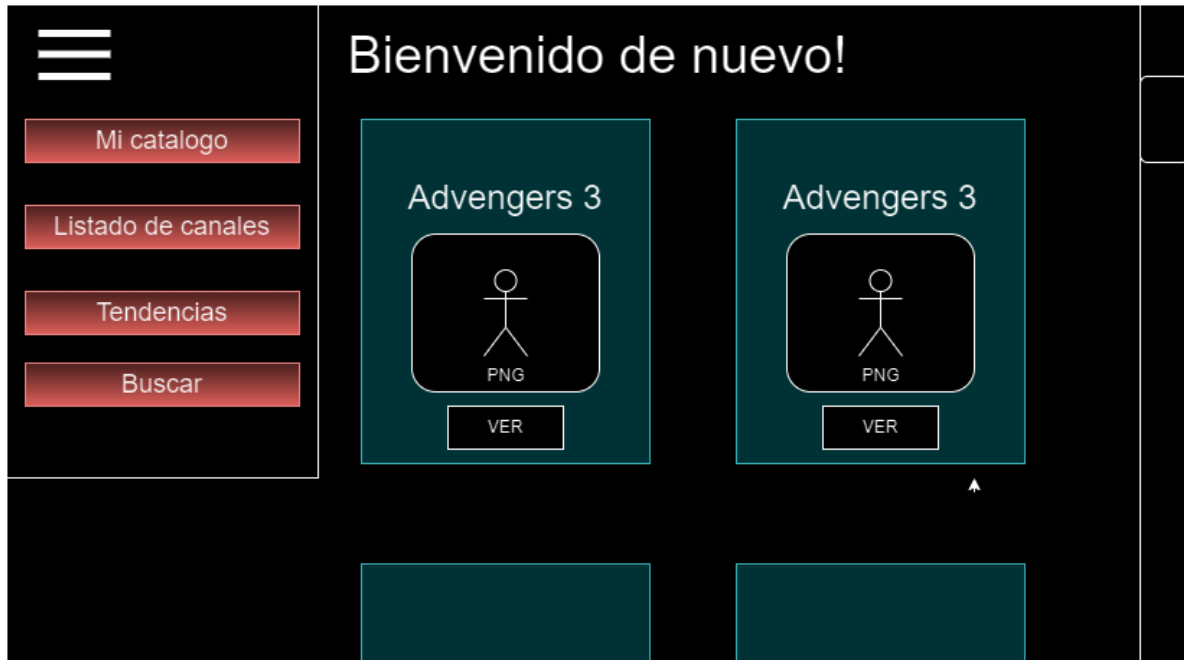 Bienvenido de nuevo!
Mi catalogo
Listado de canales
Tendencias
Buscar
Advengers 3
PNG
VER
Advengers 3
PNG
VER